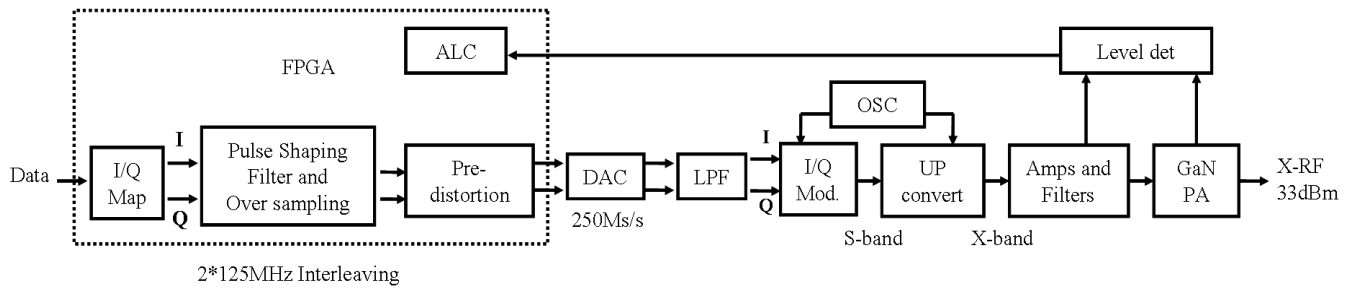 FPGA
ALC
Level det
OSC
Data
I/Q
Map
I
Q
Pulse Shaping
Filter and
Over sampling
Pre-
distortion
DAC
250Ms/s
LPF
I
Q
I/Q
Mod.
S-band
UP
convert
X-band
Amps and
Filters
GaN
PA
X-RF
33dBm
2*125MHz Interleaving